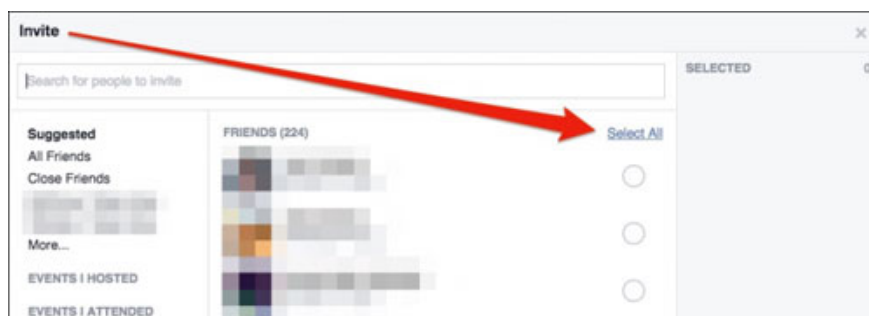 Invite
×
Search for people to invite
SELECTED 0
Suggested
All Friends
Close Friends
More...
EVENTS I HOSTED
EVENTS I ATTENDED
FRIENDS (224)
Select All